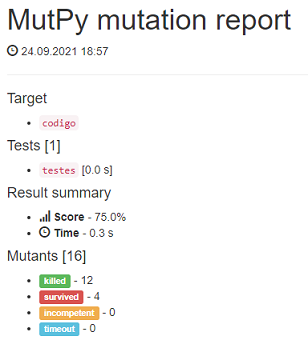 MutPy mutation report
24.09.2021 18:57
Target
codigo
Tests [1]
testes [0.0 s]
Result summary
Score - 75.0%
Time - 0.3 s
Mutants [16]
killed - 12
survived - 4
incompetent - 0
timeout - 0